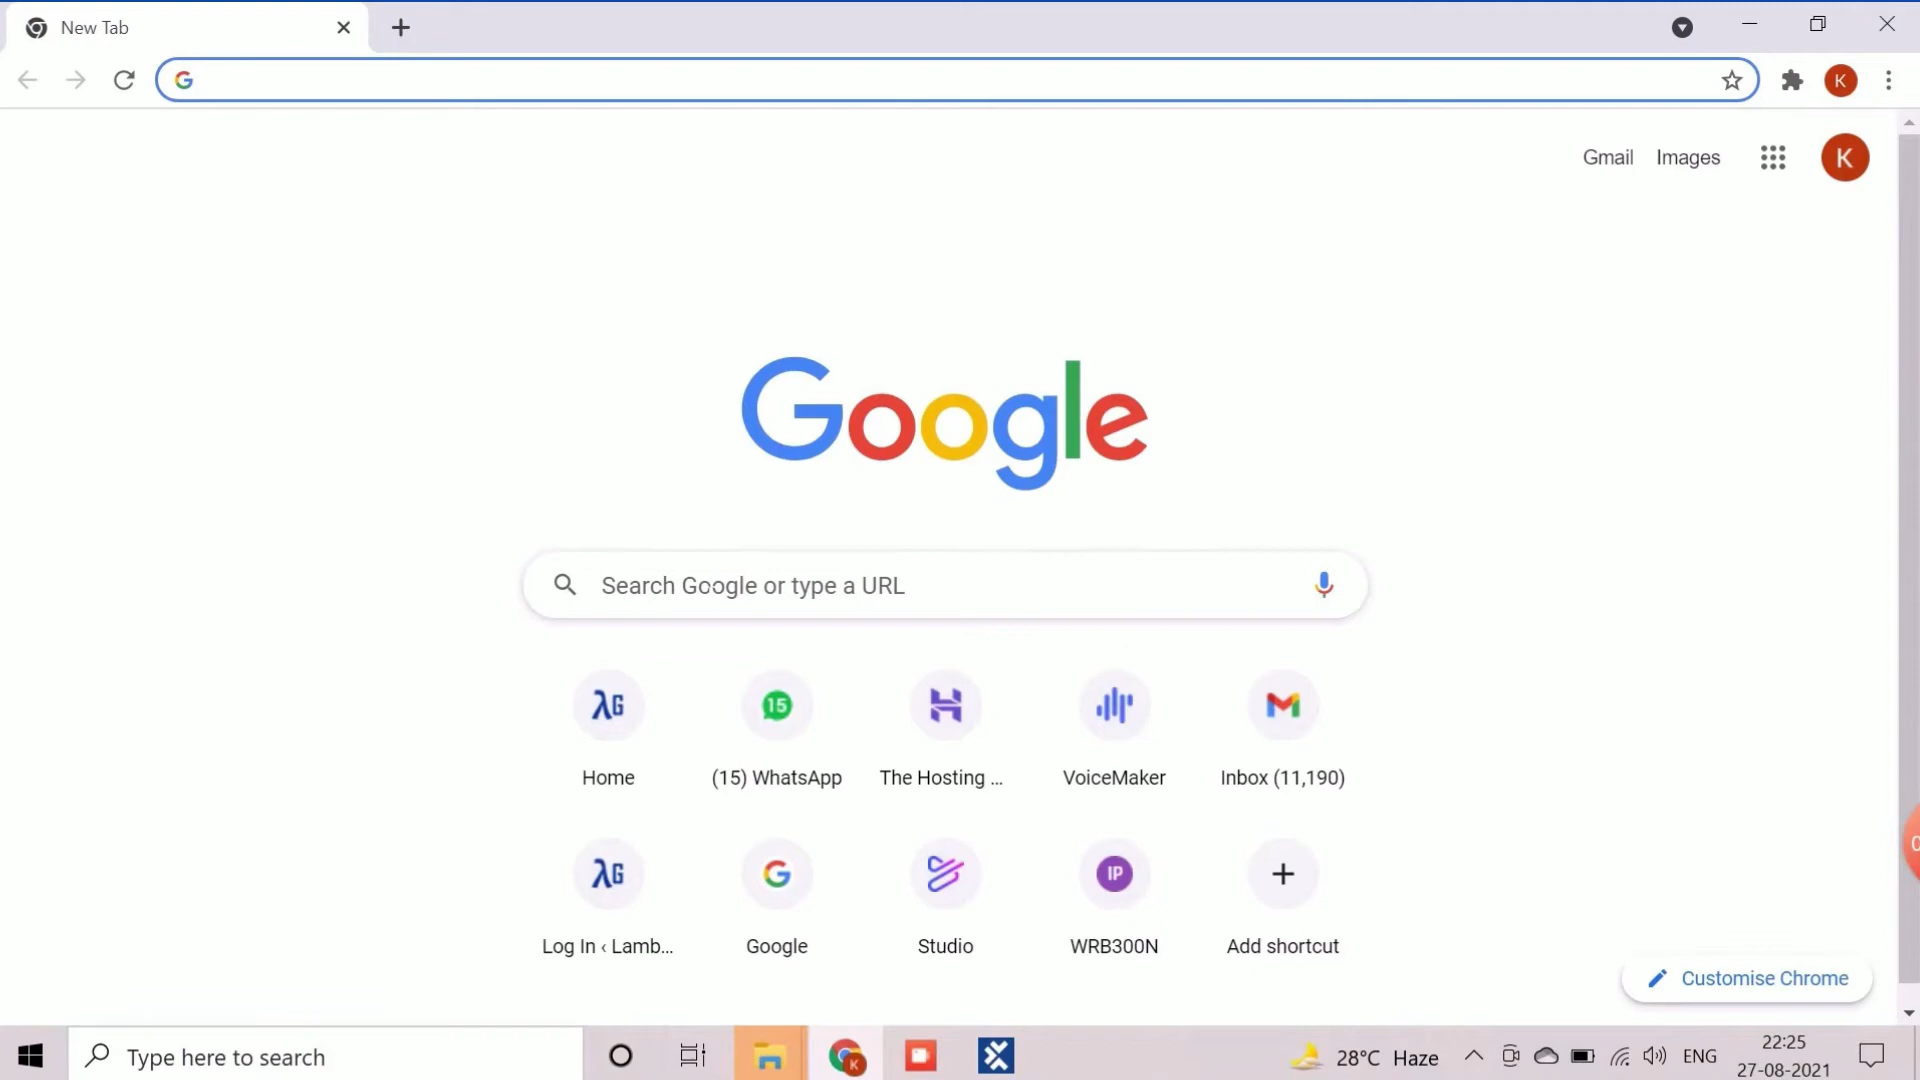 New Tab
K
Gmail Images
K
Google
Search Google or type a URL
15
Home (15) WhatsApp The Hosting ... VoiceMaker Inbox (11,190)
IP
Log In ‹ Lamb... Google Studio WRB300N Add shortcut
Customise Chrome
Type here to search
K
28°C Haze
ENG
22:25
27-08-2021